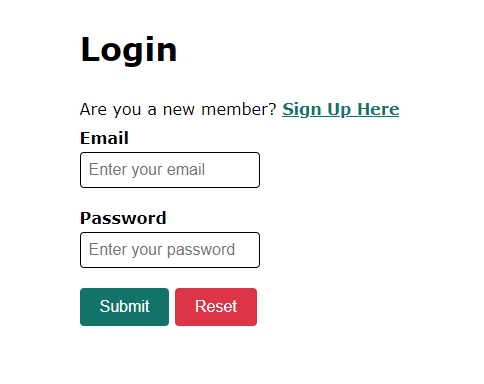 Login
Are you a new member? Sign Up Here
Email
Enter your email
Password
Enter your password
Submit Reset